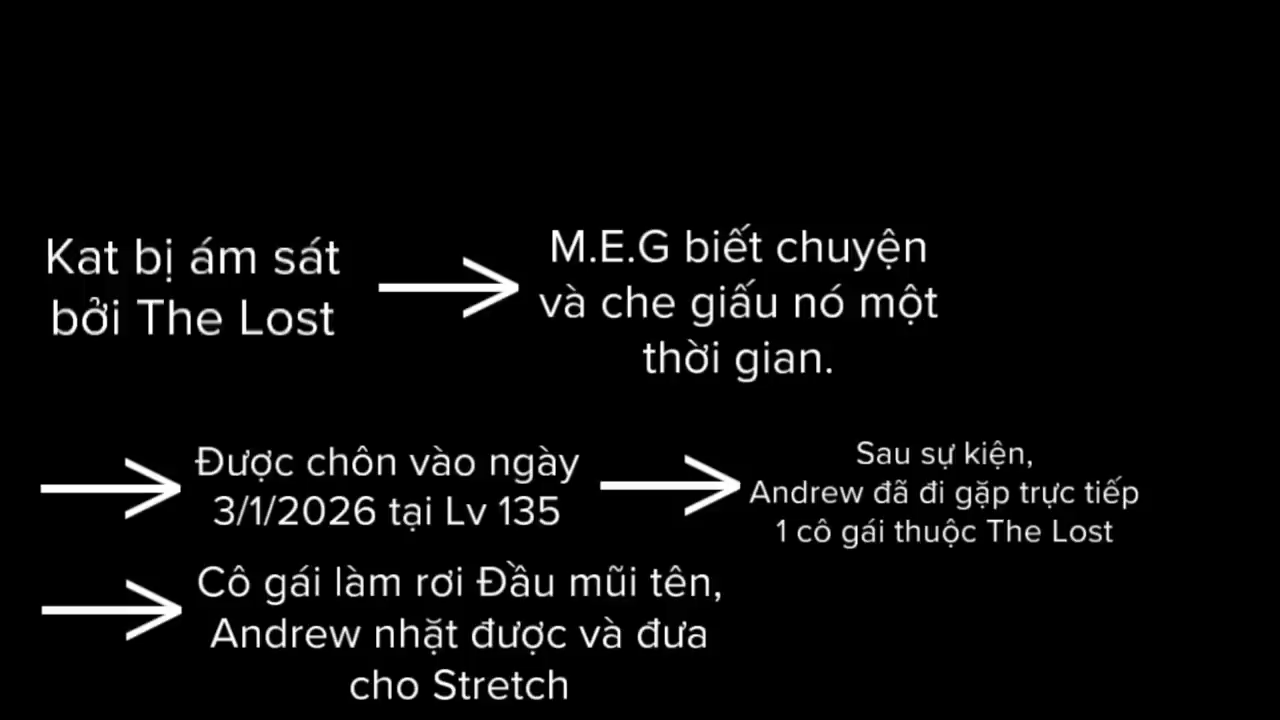 Kat bị ám sát
bởi The Lost
M.E.G biết chuyện
và che giấu nó một
thời gian.
Được chôn vào ngày
3/1/2026 tại Lv 135
Sau sự kiện,
Andrew đã đi gặp trực tiếp
1 cô gái thuộc The Lost
Cô gái làm rơi Đầu mũi tên,
Andrew nhặt được và đưa
cho Stretch